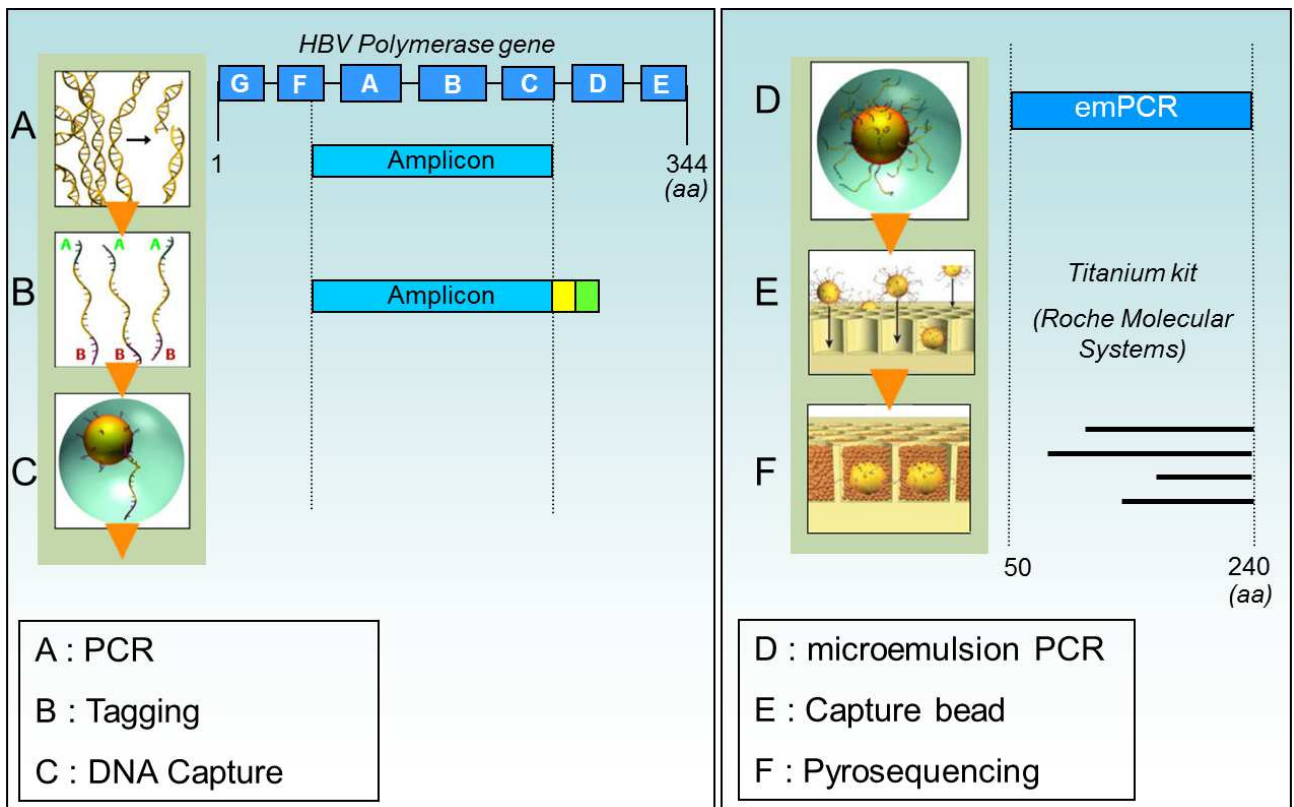 HBV Polymerase gene
G F A B C D E
A
1
344
(aa)
Amplicon
A A A
B
Amplicon
B B B
C
A : PCR
B : Tagging
C : DNA Capture
D
emPCR
E
Titanium kit
(Roche Molecular
Systems)
F
50
240
(aa)
D : microemulsion PCR
E : Capture bead
F : Pyrosequencing